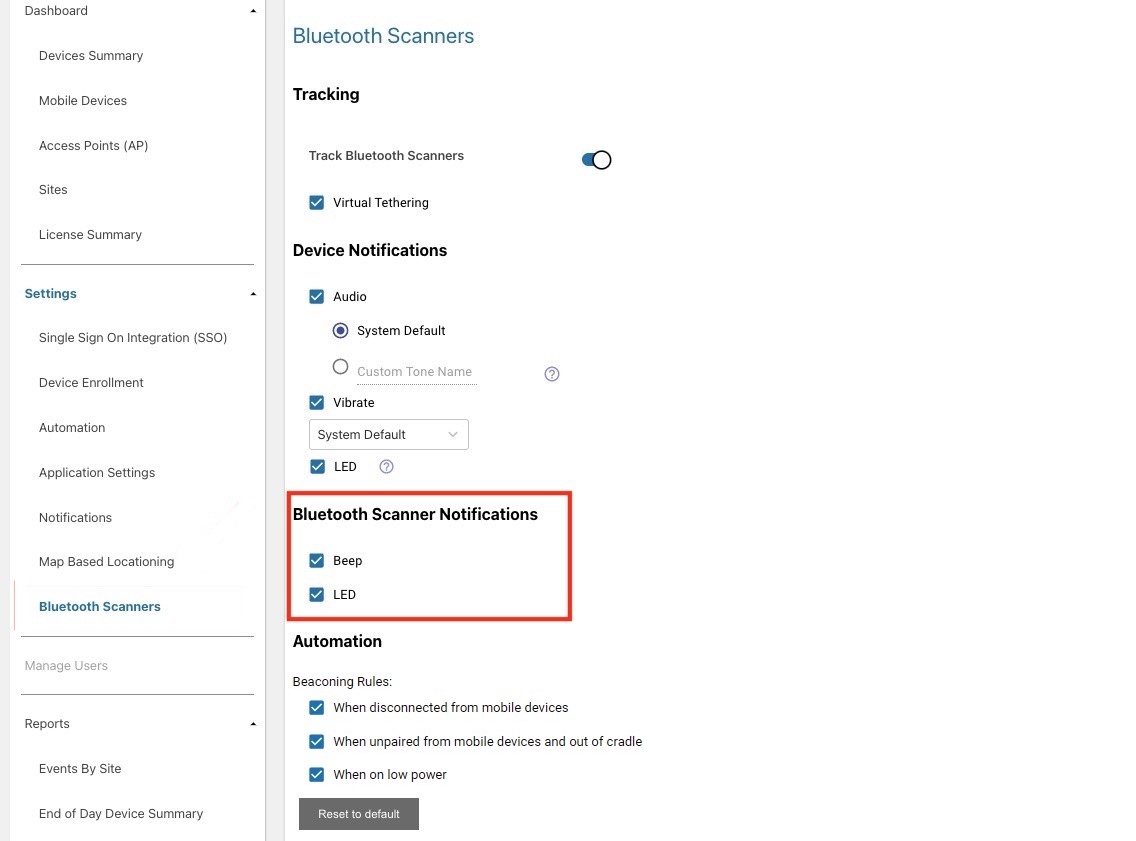 Dashboard
Devices Summary
Mobile Devices
Access Points (AP)
Sites
License Summary
Settings
Single Sign On Integration (SSO)
Device Enrollment
Automation
Application Settings
Notifications
Map Based Locationing
Bluetooth Scanners
Manage Users
Reports
Events By Site
End of Day Device Summary
Bluetooth Scanners
Tracking
Track Bluetooth Scanners
Virtual Tethering
Device Notifications
Audio
System Default
Custom Tone Name ?
Vibrate
System Default
LED ?
Bluetooth Scanner Notifications
Beep
LED
Automation
Beaconing Rules:
When disconnected from mobile devices
When unpaired from mobile devices and out of cradle
When on low power
Reset to default